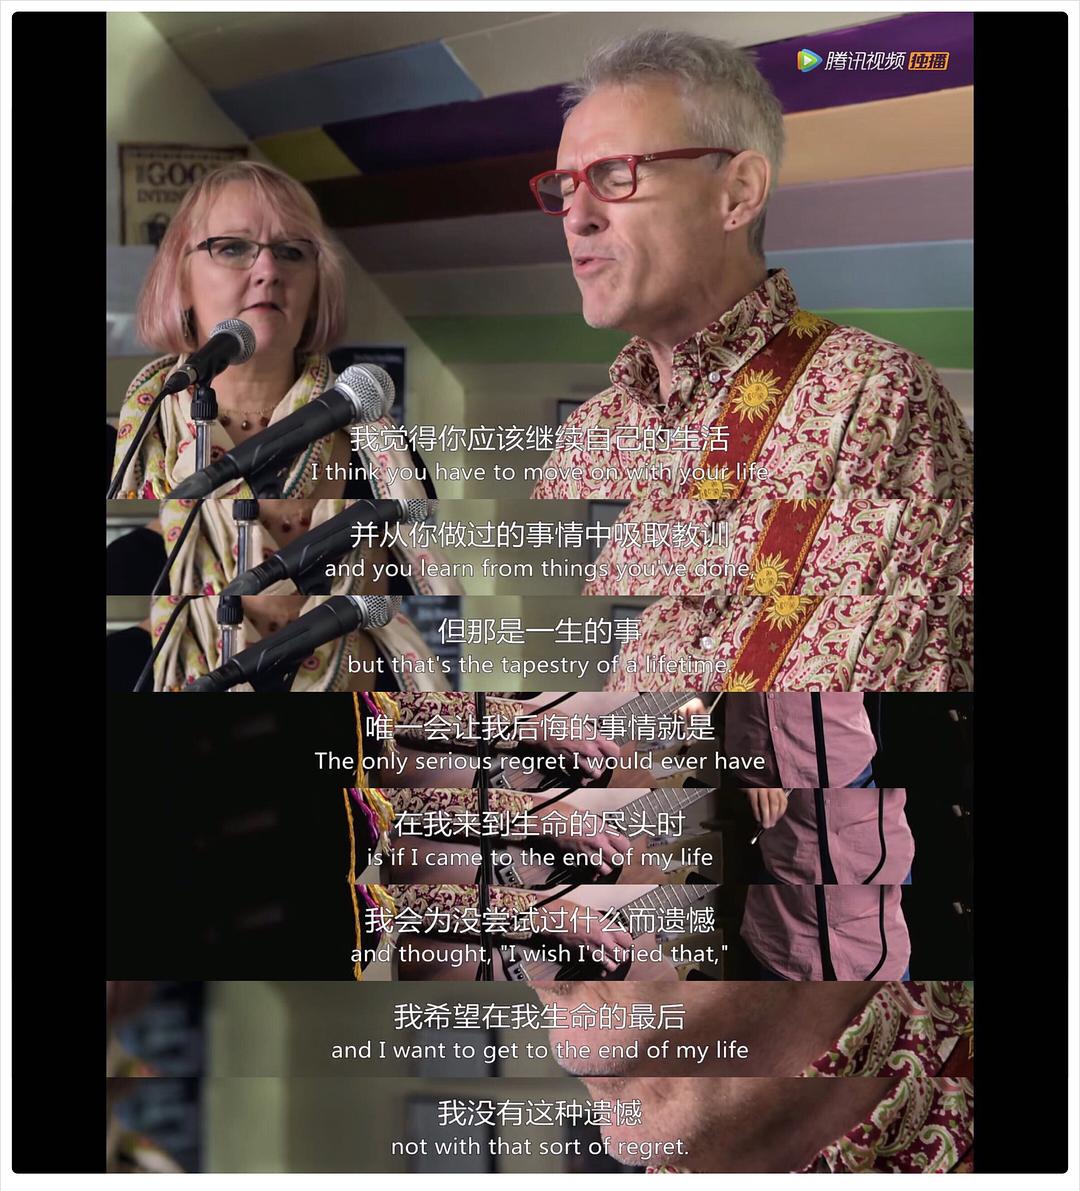 腾讯视频 独播
GOO
INTEN
Ray-Ban
我觉得你应该继续自己的生活
I think you have to move on with your life
并从你做过的事情中吸取教训
and you learn from things you've done,
但那是一生的事
but that's the tapestry of a lifetime.
唯一会让我后悔的事情就是
The only serious regret I would ever have
在我来到生命的尽头时
is if I came to the end of my life
我会为没尝试过什么而遗憾
and thought, "I wish I'd tried that,"
我希望在我生命的最后
and I want to get to the end of my life
我没有这种遗憾
not with that sort of regret.